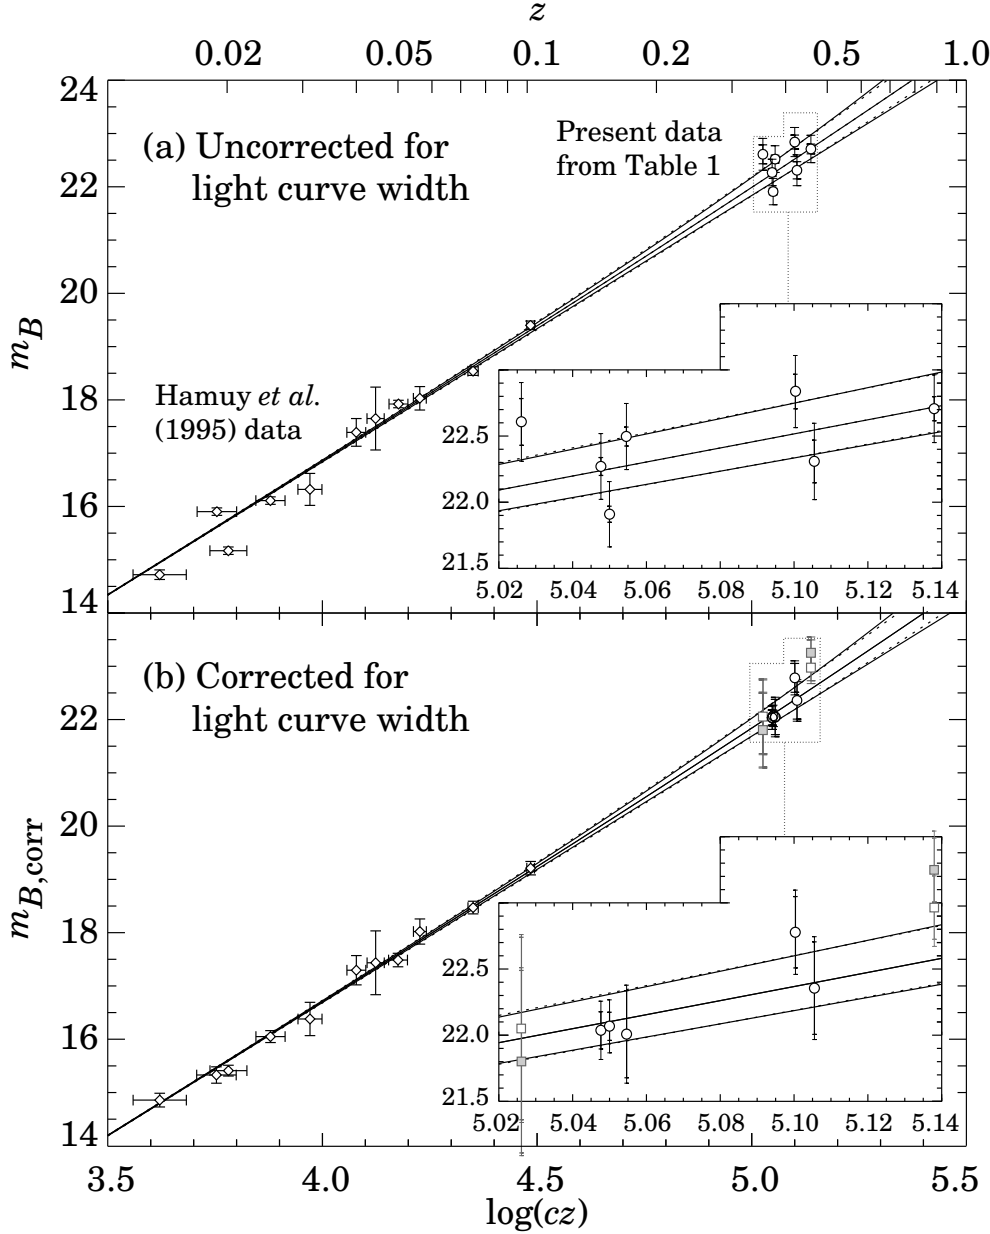 z
0.02 0.05 0.1 0.2 0.5 1.0
24
(a) Uncorrected for
light curve width
Present data
from Table 1
22
20
m_B
18
Hamuy et al.
(1995) data
16
14
22.5
22.0
21.5
5.02 5.04 5.06 5.08 5.10 5.12 5.14
(b) Corrected for
light curve width
22
20
m_B,corr
18
16
14
22.5
22.0
21.5
5.02 5.04 5.06 5.08 5.10 5.12 5.14
3.5 4.0 4.5 5.0 5.5
log(cz)